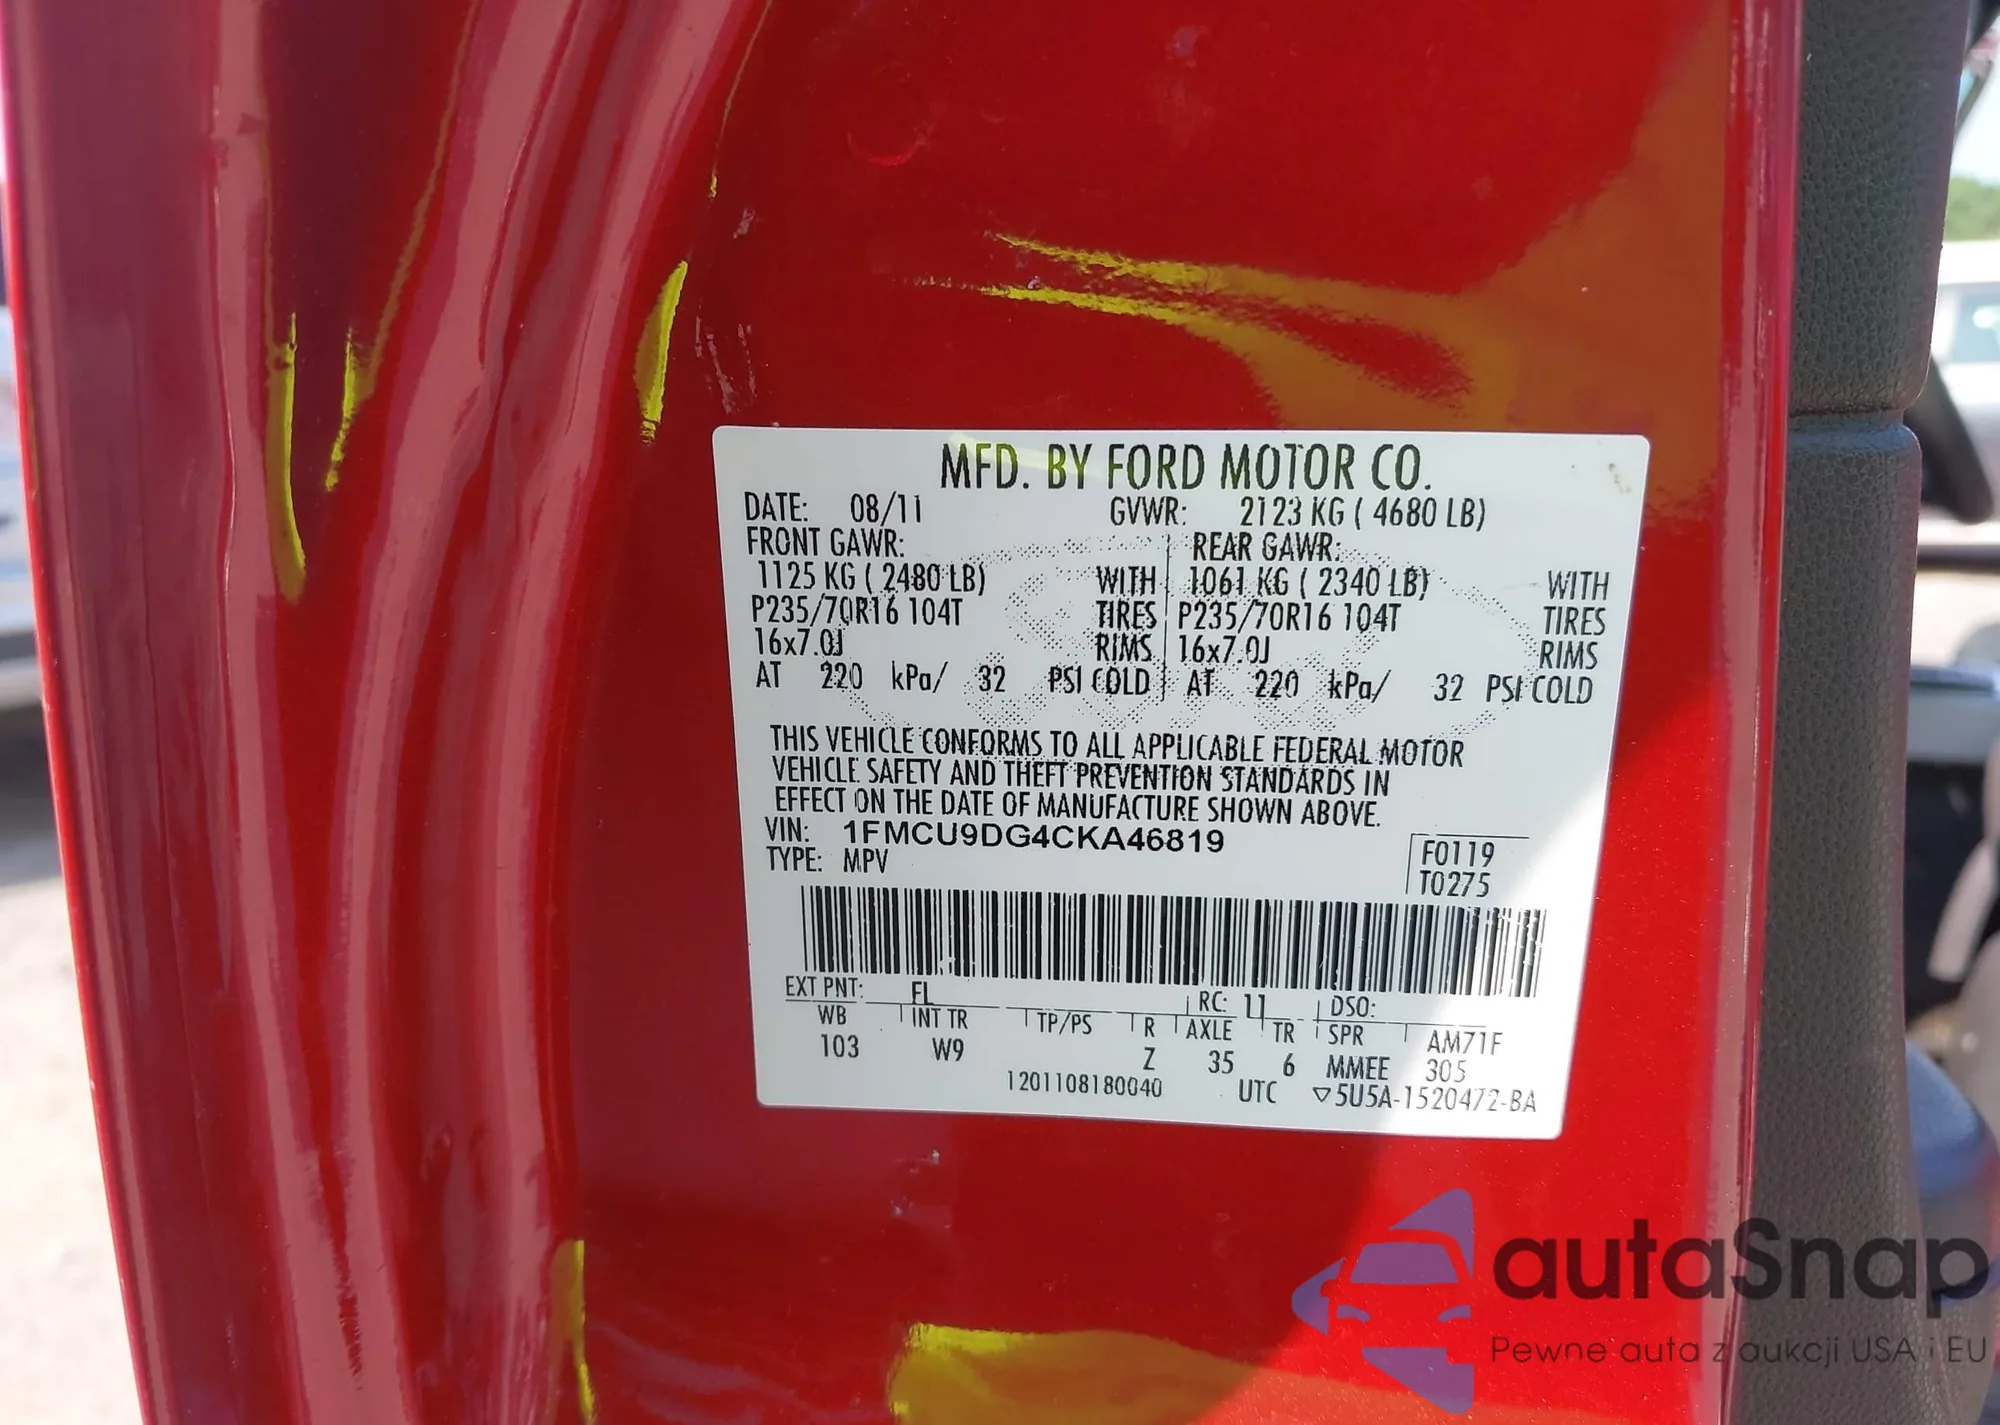 MFD. BY FORD MOTOR CO.
DATE: 08/11 GVWR: 2123 KG ( 4680 LB)
FRONT GAWR: REAR GAWR:
1125 KG ( 2480 LB) WITH 1061 KG ( 2340 LB) WITH
P235/70R16 104T TIRES P235/70R16 104T TIRES
16x7.0J RIMS 16x7.0J RIMS
AT 220 kPa/ 32 PSI COLD AT 220 kPa/ 32 PSI COLD
THIS VEHICLE CONFORMS TO ALL APPLICABLE FEDERAL MOTOR
VEHICLE SAFETY AND THEFT PREVENTION STANDARDS IN
EFFECT ON THE DATE OF MANUFACTURE SHOWN ABOVE.
VIN: 1FMCU9DG4CKA46819
TYPE: MPV
F0119
T0275
EXT PNT: FL RC: 11 DSO:
WB INT TR TP/PS R AXLE TR SPR AM71F
103 W9 Z 35 6 MMEE 305
1201108180040 UTC ▽5U5A-1520472-BA
autaSnap
Pewne auta z aukcji USA i EU